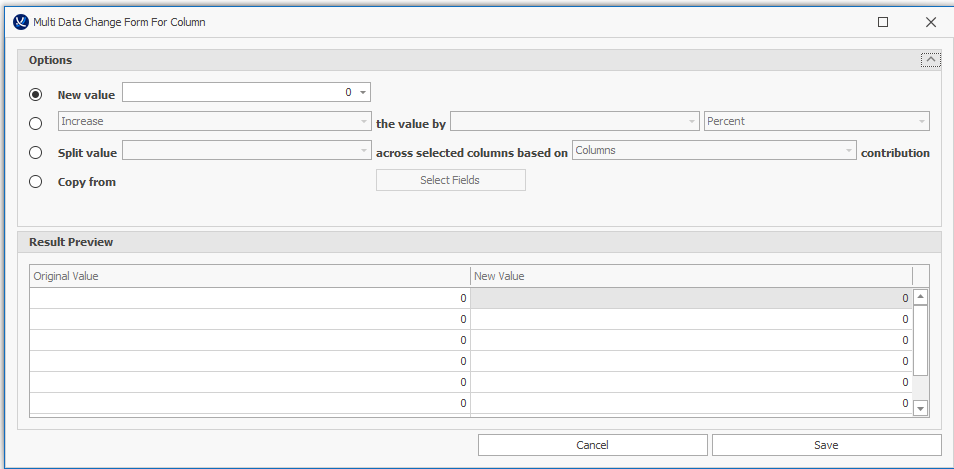 Multi Data Change Form For Column
Options
New value 0
Increase the value by Percent
Split value across selected columns based on Columns contribution
Copy from Select Fields
Result Preview
Original Value New Value
0 0
0 0
0 0
0 0
0 0
0 0
Cancel Save